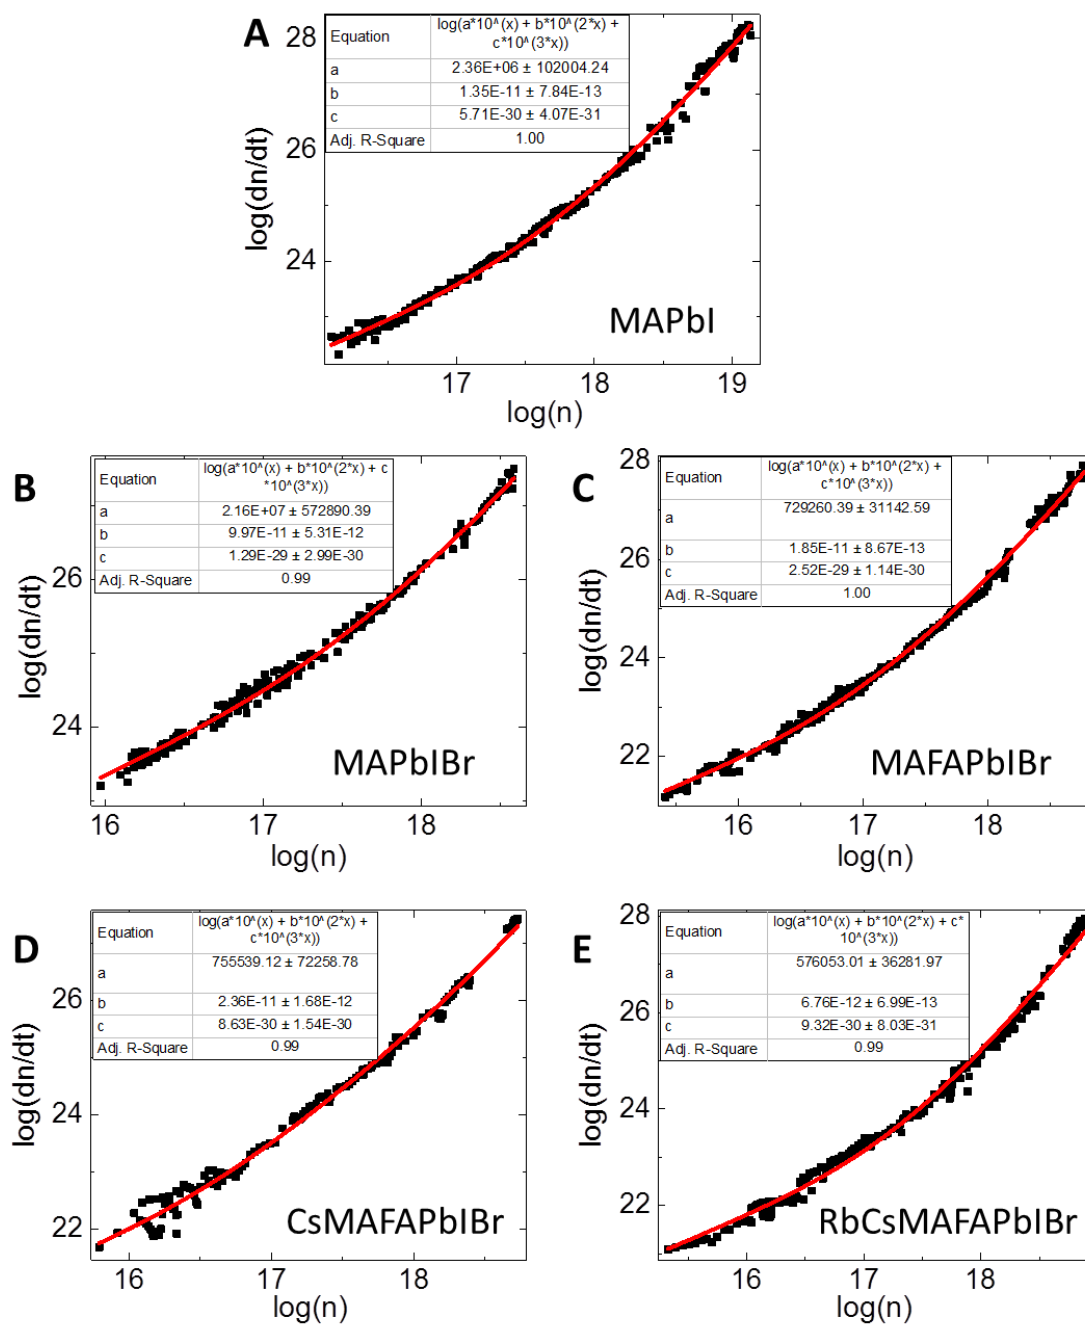 A
Equation
log(a*10^(x) + b*10^(2*x) +
c*10^(3*x))
a
2.36E+06 ± 102004.24
b
1.35E-11 ± 7.84E-13
c
5.71E-30 ± 4.07E-31
Adj. R-Square
1.00
28
26
24
log(dn/dt)
MAPbI
17
18
19
log(n)
B
Equation
log(a*10^(x) + b*10^(2*x) + c
*10^(3*x))
a
2.16E+07 ± 572890.39
b
9.97E-11 ± 5.31E-12
c
1.29E-29 ± 2.99E-30
Adj. R-Square
0.99
26
24
log(dn/dt)
MAPbIBr
16
17
18
log(n)
C
Equation
log(a*10^(x) + b*10^(2*x) +
c*10^(3*x))
a
729260.39 ± 31142.59
b
1.85E-11 ± 8.67E-13
c
2.52E-29 ± 1.14E-30
Adj. R-Square
1.00
28
26
24
22
log(dn/dt)
MAFAPbIBr
16
17
18
log(n)
D
Equation
log(a*10^(x) + b*10^(2*x) +
c*10^(3*x))
a
755539.12 ± 72258.78
b
2.36E-11 ± 1.68E-12
c
8.63E-30 ± 1.54E-30
Adj. R-Square
0.99
26
24
22
log(dn/dt)
CsMAFAPbIBr
16
17
18
log(n)
E
Equation
log(a*10^(x) + b*10^(2*x) + c*
10^(3*x))
a
576053.01 ± 36281.97
b
6.76E-12 ± 6.99E-13
c
9.32E-30 ± 8.03E-31
Adj. R-Square
0.99
28
26
24
22
log(dn/dt)
RbCsMAFAPbIBr
16
17
18
log(n)